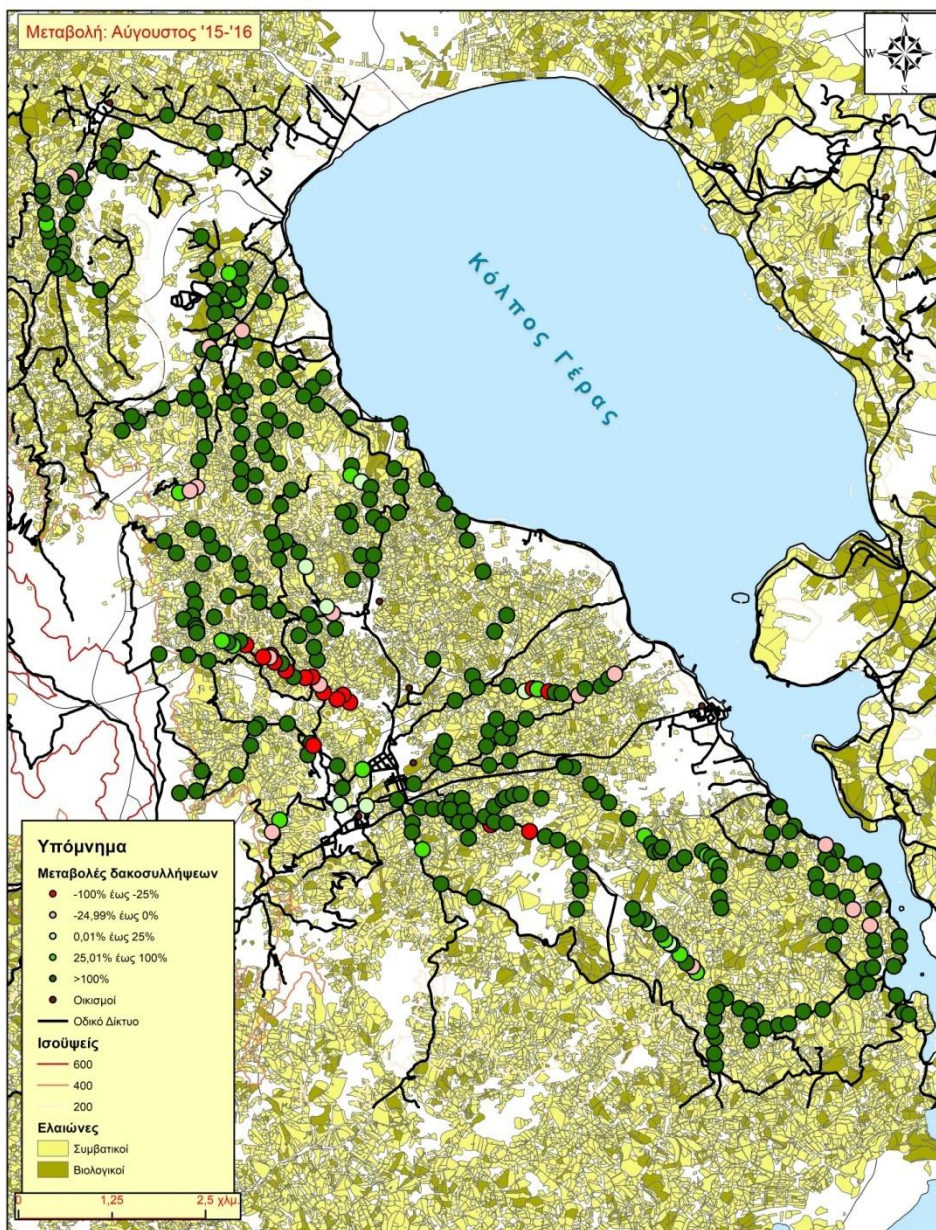 Μεταβολή: Αύγουστος '15-'16
N
W
S
Κόλπος Γέρας
Υπόμνημα
Μεταβολές δακοσυλλήψεων
-100% έως -25%
-24,99% έως 0%
0,01% έως 25%
25,01% έως 100%
>100%
Οικισμοί
Οδικό Δίκτυο
Ισοϋψείς
600
400
200
Ελαιώνες
Συμβατικοί
Βιολογικοί
0 1,25 2,5 χλμ.